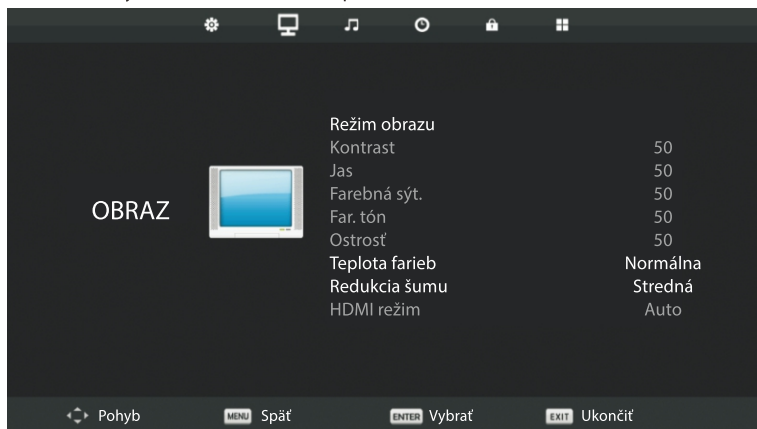 Režim obrazu
Kontrast 50
Jas 50
Farebná sýt. 50
OBRAZ
Far. tón 50
Ostrosť 50
Teplota farieb Normálna
Redukcia šumu Stredná
HDMI režim Auto
Pohyb MENU Späť ENTER Vybrať EXIT Ukončiť